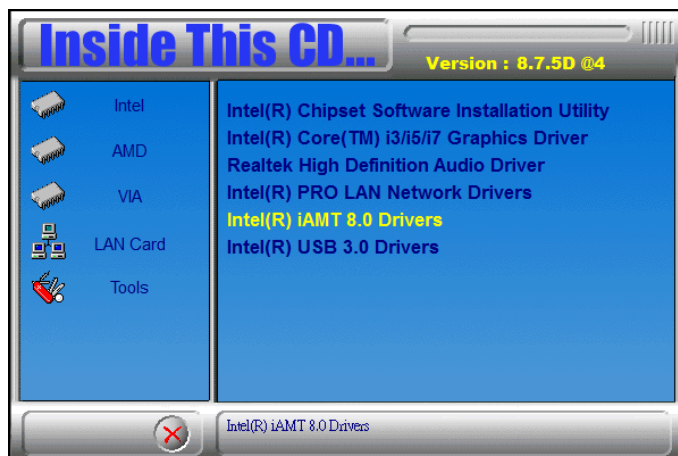 Inside This CD...
Version : 8.7.5D @4
Intel
AMD
VIA
LAN Card
Tools
Intel(R) Chipset Software Installation Utility
Intel(R) Core(TM) i3/i5/i7 Graphics Driver
Realtek High Definition Audio Driver
Intel(R) PRO LAN Network Drivers
Intel(R) iAMT 8.0 Drivers
Intel(R) USB 3.0 Drivers
Intel(R) iAMT 8.0 Drivers